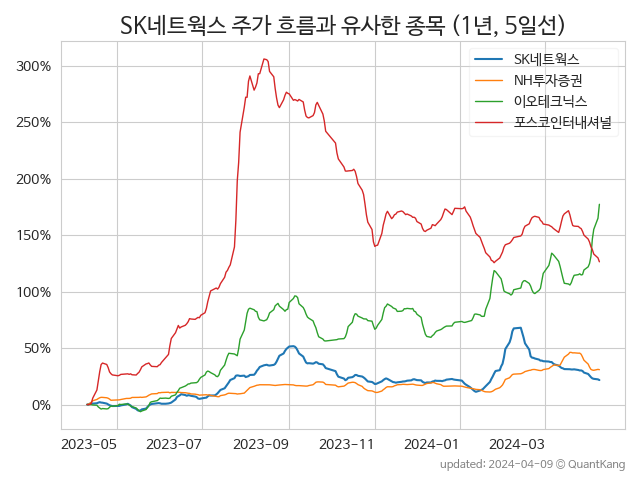 SK네트웍스 주가 흐름과 유사한 종목 (1년, 5일선)
SK네트웍스
NH투자증권
이오테크닉스
포스코인터내셔널
300%
250%
200%
150%
100%
50%
0%
2023-05 2023-07 2023-09 2023-11 2024-01 2024-03
updated: 2024-04-09 © QuantKang